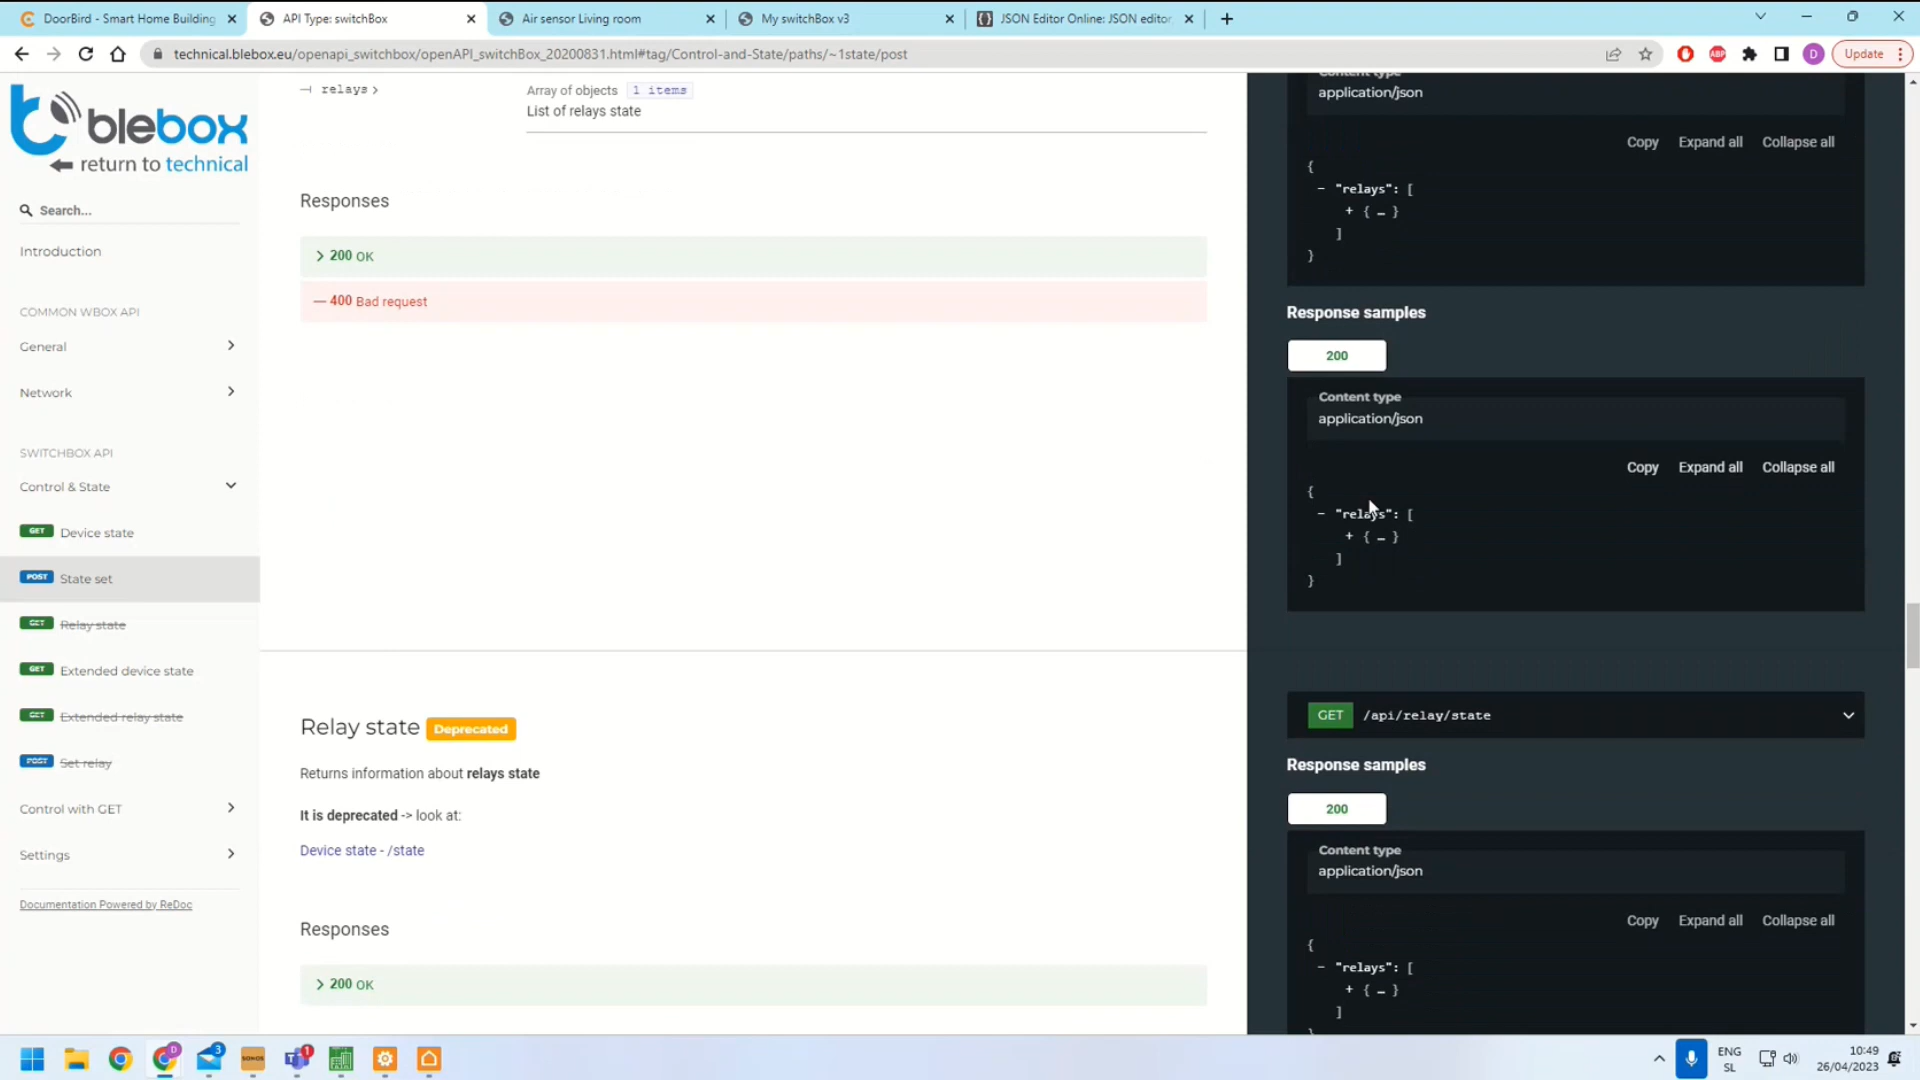 DoorBird - Smart Home Building
API Type: switchBox
Air sensor Living room
My switchBox v3
JSON Editor Online: JSON editor
technical.blebox.eu/openapi_switchbox/openAPI_switchBox_20200831.html#tag/Control-and-State/paths/~1state/post
ABP
D
Update
blebox
return to technical
Search...
Introduction
COMMON WBOX API
General
Network
SWITCHBOX API
Control & State
GET Device state
POST State set
GET Relay state
GET Extended device state
GET Extended relay state
POST Set relay
Control with GET
Settings
Documentation Powered by ReDoc
relays
Array of objects 1 items
List of relays state
Responses
200 OK
— 400 Bad request
Relay state Deprecated
Returns information about relays state
It is deprecated -> look at:
Device state - /state
Responses
200 OK
Content type
application/json
Copy Expand all Collapse all
{
- "relays": [
+ { … }
]
}
Response samples
200
Content type
application/json
Copy Expand all Collapse all
{
- "relays": [
+ { … }
]
}
GET /api/relay/state
Response samples
200
Content type
application/json
Copy Expand all Collapse all
{
- "relays": [
+ { … }
]
D
3
SONOS
1
ENG
SL
10:49
26/04/2023